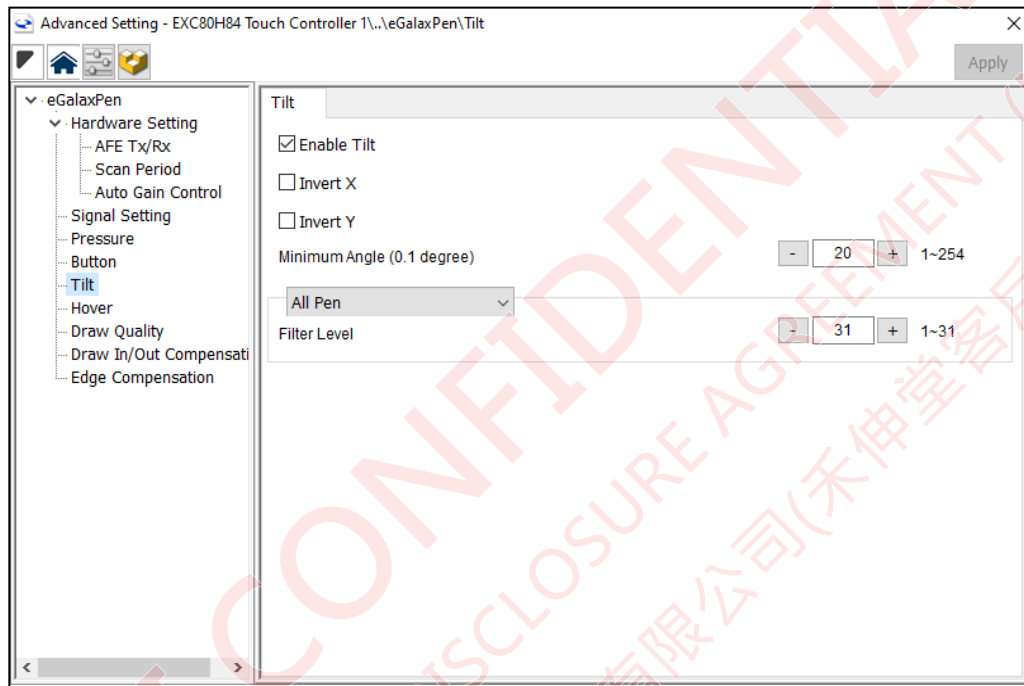 Advanced Setting - EXC80H84 Touch Controller 1\..\eGalaxPen\Tilt
Apply
eGalaxPen
Hardware Setting
AFE Tx/Rx
Scan Period
Auto Gain Control
Signal Setting
Pressure
Button
Tilt
Hover
Draw Quality
Draw In/Out Compensati
Edge Compensation
Tilt
Enable Tilt
Invert X
Invert Y
Minimum Angle (0.1 degree)
- 20 + 1~254
All Pen
Filter Level
- 31 + 1~31
CONFIDENTIA
SCLOSURE AGREEMENT (
有限公司(禾伸堂客